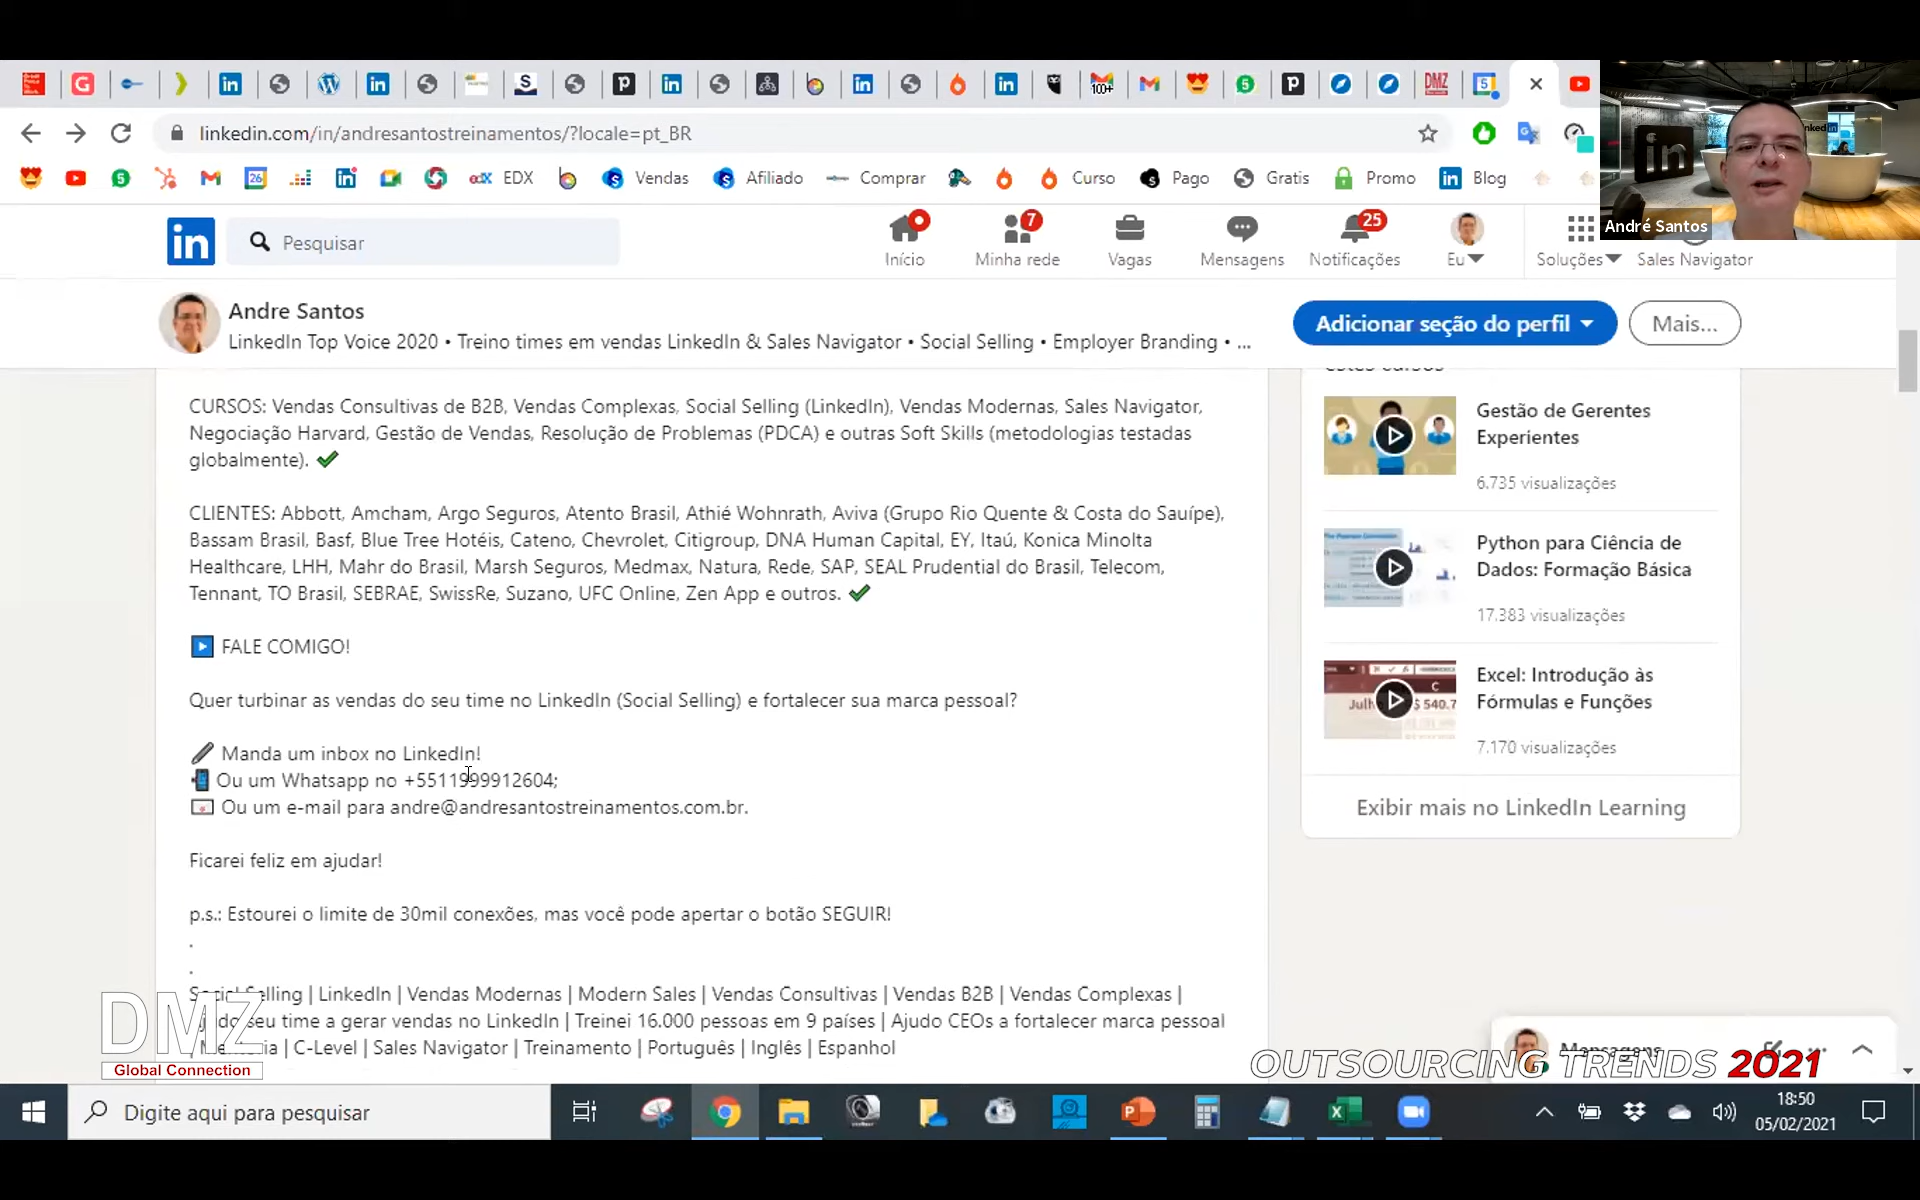 100+
linkedin.com/in/andresantostreinamentos/?locale=pt_BR
26
EDX
Vendas
Afiliado
Comprar
Curso
Pago
Gratis
Promo
Blog
André Santos
in
Pesquisar
Início
7
Minha rede
Vagas
Mensagens
25
Notificações
Eu
Soluções
Sales Navigator
Andre Santos
LinkedIn Top Voice 2020 • Treino times em vendas LinkedIn & Sales Navigator • Social Selling • Employer Branding • ...
Adicionar seção do perfil
Mais...
CURSOS: Vendas Consultivas de B2B, Vendas Complexas, Social Selling (LinkedIn), Vendas Modernas, Sales Navigator,
Negociação Harvard, Gestão de Vendas, Resolução de Problemas (PDCA) e outras Soft Skills (metodologias testadas
globalmente). ✔
CLIENTES: Abbott, Amcham, Argo Seguros, Atento Brasil, Athié Wohnrath, Aviva (Grupo Rio Quente & Costa do Sauípe),
Bassam Brasil, Basf, Blue Tree Hotéis, Cateno, Chevrolet, Citigroup, DNA Human Capital, EY, Itaú, Konica Minolta
Healthcare, LHH, Mahr do Brasil, Marsh Seguros, Medmax, Natura, Rede, SAP, SEAL Prudential do Brasil, Telecom,
Tennant, TO Brasil, SEBRAE, SwissRe, Suzano, UFC Online, Zen App e outros. ✔
▶ FALE COMIGO!
Quer turbinar as vendas do seu time no LinkedIn (Social Selling) e fortalecer sua marca pessoal?
Manda um inbox no LinkedIn!
Ou um Whatsapp no +5511999912604;
Ou um e-mail para andre@andresantostreinamentos.com.br.
Ficarei feliz em ajudar!
p.s.: Estourei o limite de 30mil conexões, mas você pode apertar o botão SEGUIR!
.
.
Social Selling | LinkedIn | Vendas Modernas | Modern Sales | Vendas Consultivas | Vendas B2B | Vendas Complexas |
seu time a gerar vendas no LinkedIn | Treinei 16.000 pessoas em 9 países | Ajudo CEOs a fortalecer marca pessoal
| C-Level | Sales Navigator | Treinamento | Português | Inglês | Espanhol
Gestão de Gerentes
Experientes
6.735 visualizações
Python para Ciência de
Dados: Formação Básica
17.383 visualizações
Excel: Introdução às
Fórmulas e Funções
7.170 visualizações
Exibir mais no LinkedIn Learning
Mensagens
DMZ
Global Connection
OUTSOURCING TRENDS 2021
Digite aqui para pesquisar
18:50
05/02/2021